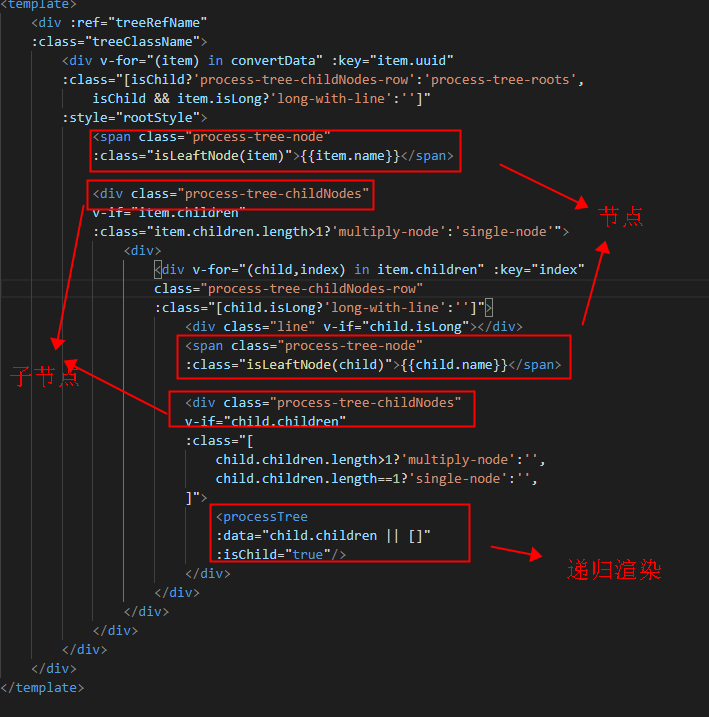 <template>
<div :ref="treeRefName"
:class="treeClassName">
<div v-for="(item) in convertData" :key="item.uuid"
:class="[isChild?'process-tree-childNodes-row':'process-tree-roots',
isChild && item.isLong?'long-with-line':'']"
:style="rootStyle">
<span class="process-tree-node"
:class="isLeaftNode(item)">{{item.name}}</span>
节点
<div class="process-tree-childNodes"
v-if="item.children"
:class="item.children.length>1?'multiply-node':'single-node'">
<div>
<div v-for="(child,index) in item.children" :key="index"
class="process-tree-childNodes-row"
:class="[child.isLong?'long-with-line':'']">
<div class="line" v-if="child.isLong"></div>
<span class="process-tree-node"
:class="isLeaftNode(child)">{{child.name}}</span>
子节点
<div class="process-tree-childNodes"
v-if="child.children"
:class="[
child.children.length>1?'multiply-node':'',
child.children.length==1?'single-node':'',
]">
<processTree
:data="child.children || []"
:isChild="true"/>
递归渲染
</div>
</div>
</div>
</div>
</div>
</div>
</template>